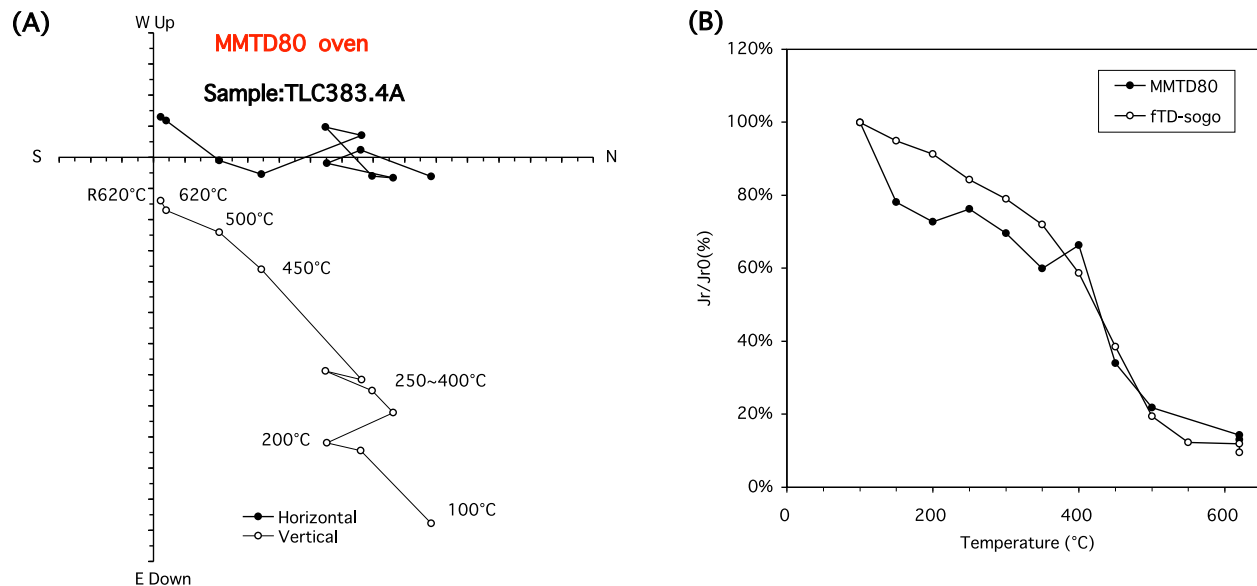 (A)
W Up
MMTD80 oven
Sample:TLC383.4A
S
N
R620°C
620°C
500°C
450°C
250~400°C
200°C
100°C
Horizontal
Vertical
E Down
(B)
120%
100%
80%
60%
40%
20%
0%
Jr/Jr0(%)
MMTD80
fTD-sogo
0
200
400
600
Temperature (°C)